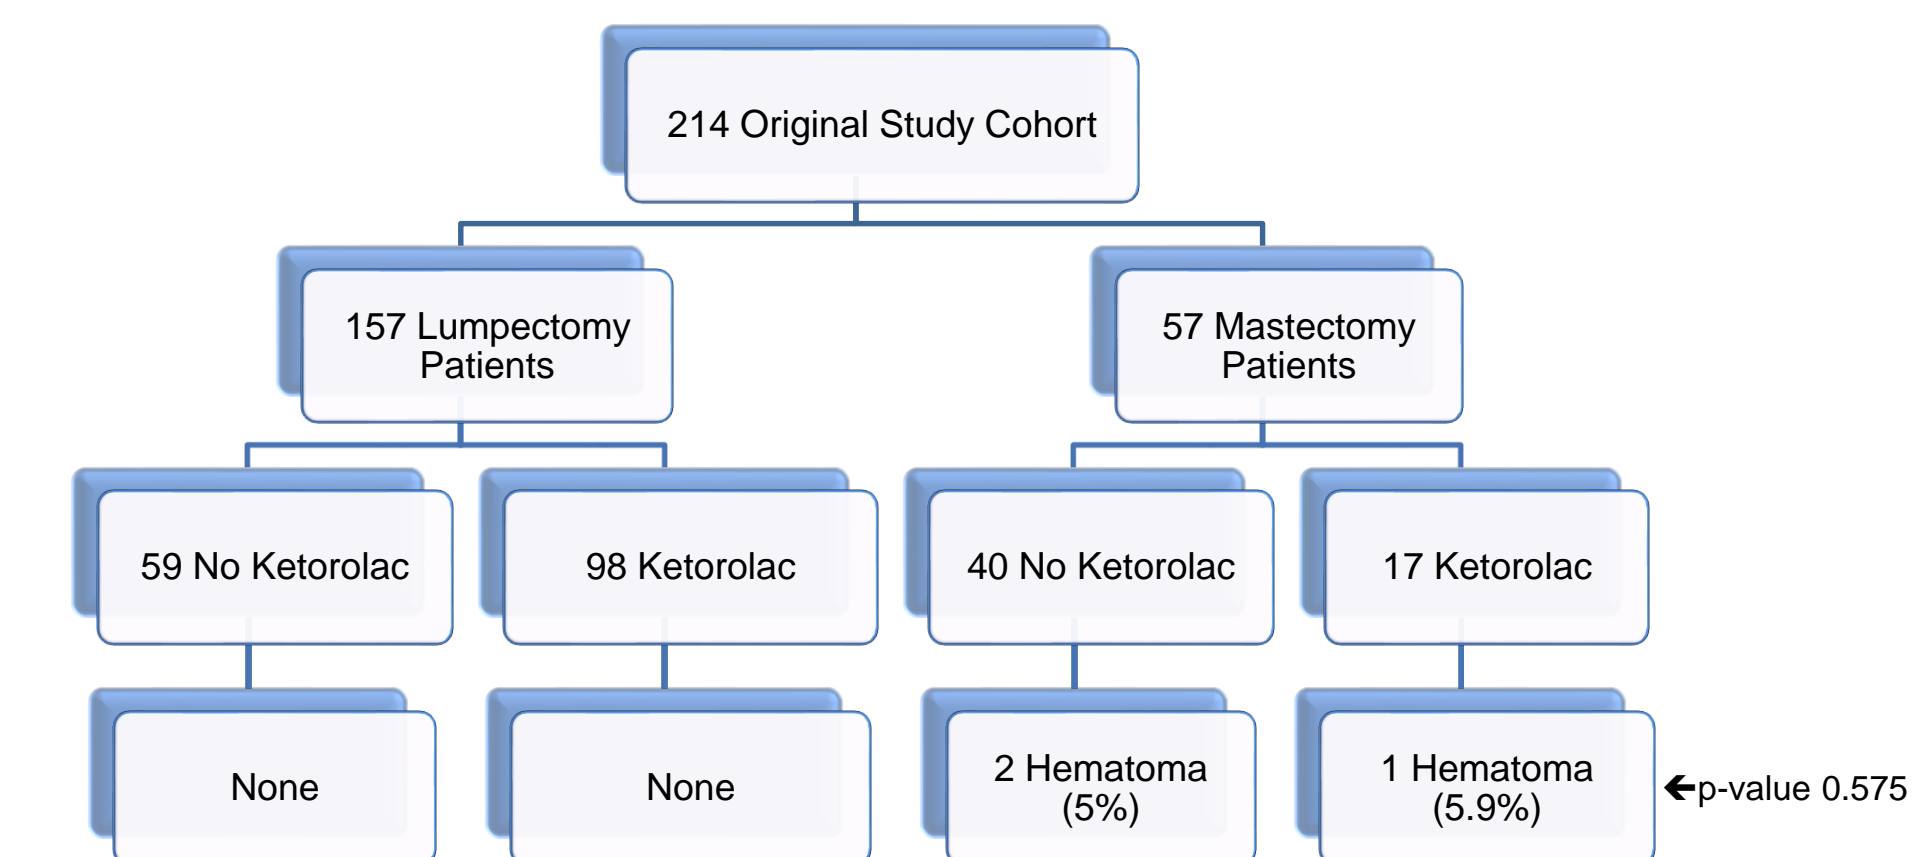 214 Original Study Cohort
157 Lumpectomy
Patients
57 Mastectomy
Patients
59 No Ketorolac
98 Ketorolac
40 No Ketorolac
17 Ketorolac
None
None
2 Hematoma
(5%)
1 Hematoma
(5.9%)
🡸p-value 0.575